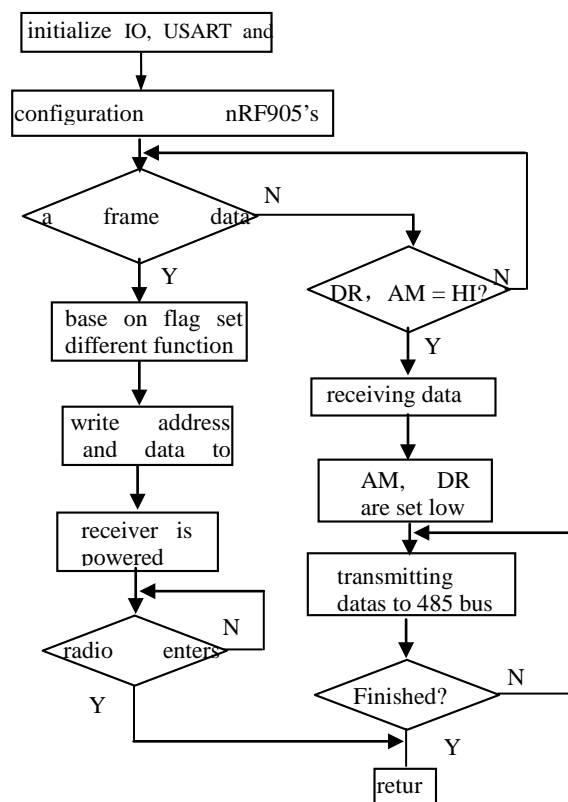 initialize IO, USART and
configuration nRF905's
a frame data
N
Y
DR，AM = HI?
N
Y
base on flag set
different function
receiving data
write address
and data to
AM, DR
are set low
receiver is
powered
transmitting
datas to 485 bus
radio enters
N
Y
Finished?
N
Y
retur